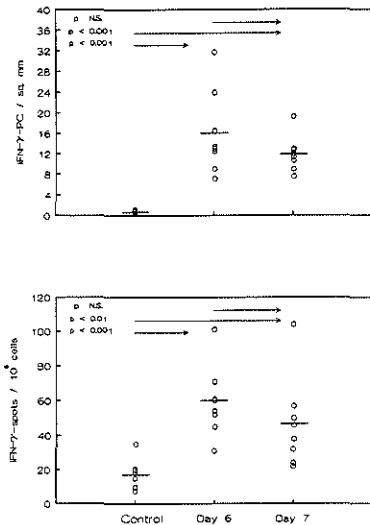 40
36
32
28
24
20
16
12
8
4
0
IFN-γ-PC / sq. mm
p N.S.
p < 0.001
p < 0.001
120
100
80
60
40
20
0
IFN-γ-spots / 10⁶ cells
p N.S.
p < 0.01
p < 0.001
Control Day 6 Day 7